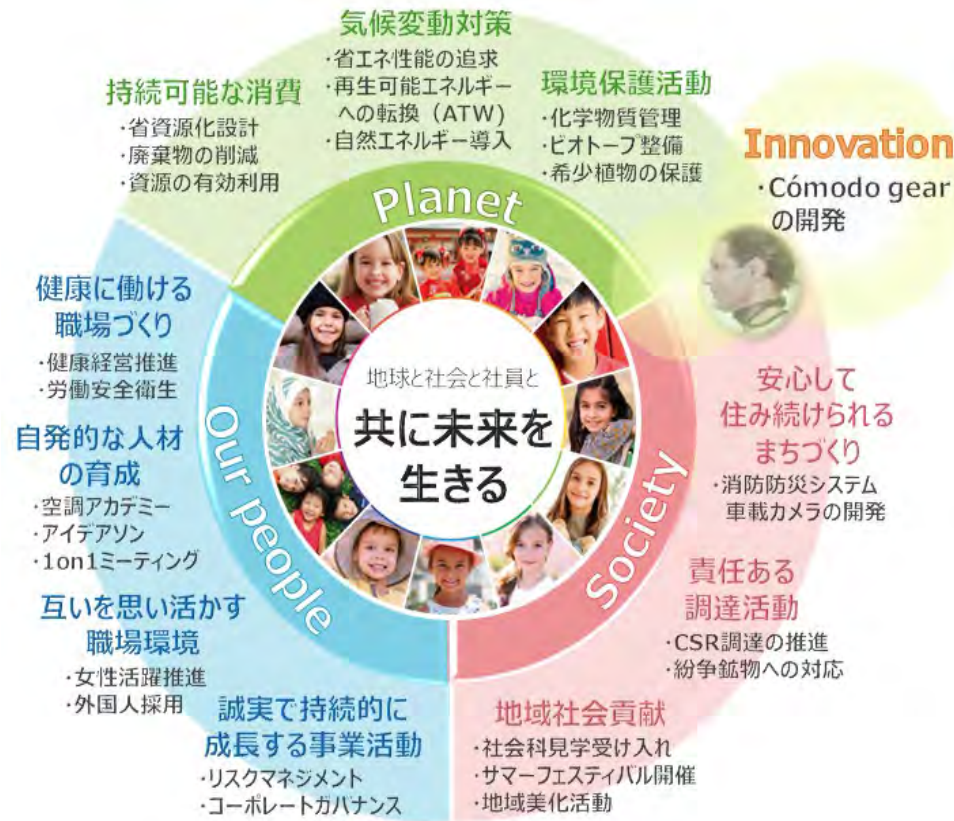 気候変動対策
・省エネ性能の追求
・再生可能エネルギー
への転換（ATW）
・自然エネルギー導入
持続可能な消費
・省資源化設計
・廃棄物の削減
・資源の有効利用
環境保護活動
・化学物質管理
・ビオトープ整備
・希少植物の保護
Innovation
・Cómodo gear
の開発
Planet
健康に働ける
職場づくり
・健康経営推進
・労働安全衛生
自発的な人材
の育成
・空調アカデミー
・アイデアソン
・1on1ミーティング
互いを思い活かす
職場環境
・女性活躍推進
・外国人採用
誠実で持続的に
成長する事業活動
・リスクマネジメント
・コーポレートガバナンス
Our people
地球と社会と社員と
共に未来を
生きる
Society
安心して
住み続けられる
まちづくり
・消防防災システム
車載カメラの開発
責任ある
調達活動
・CSR調達の推進
・紛争鉱物への対応
地域社会貢献
・社会科見学受け入れ
・サマーフェスティバル開催
・地域美化活動